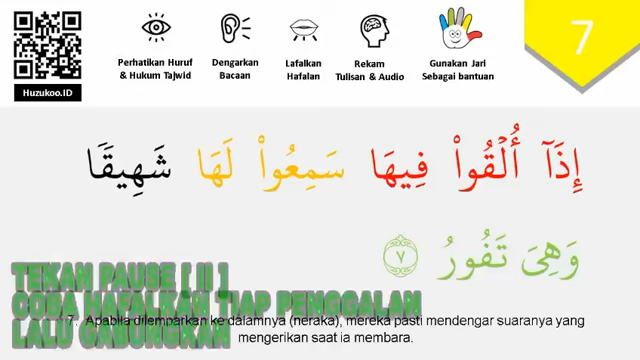 Huzukoo.ID
Perhatikan Huruf
& Hukum Tajwid
Dengarkan
Bacaan
Lafalkan
Hafalan
Rekam
Tulisan & Audio
Gunakan Jari
Sebagai bantuan
7
إِذَآ أُلْقُوا۟ فِيهَا سَمِعُوا۟ لَهَا شَهِيقًا
وَهِىَ تَفُورُ ٧
TEKAN PAUSE [ II ]
COBA HAFALKAN TIAP PENGGALAN
LALU GABUNGKAN
7. Apabila dilemparkan ke dalamnya (neraka), mereka pasti mendengar suaranya yang
mengerikan saat ia membara.